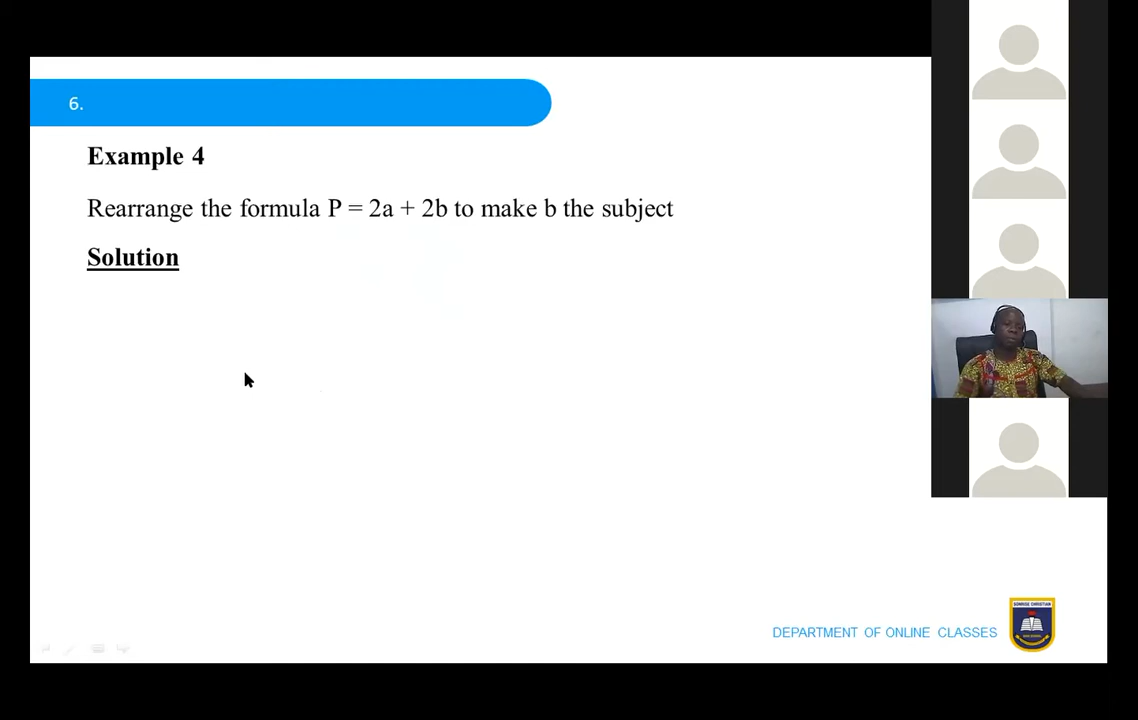 6.
Example 4
Rearrange the formula P = 2a + 2b to make b the subject
Solution
DEPARTMENT OF ONLINE CLASSES